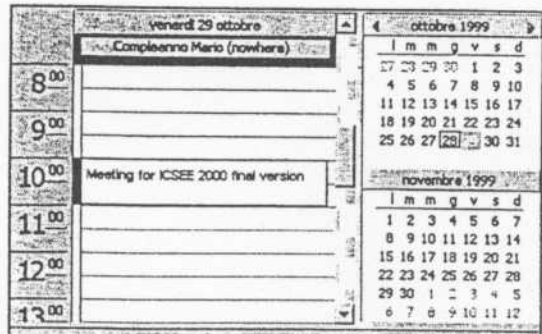 venerdì 29 ottobre
Compleanno Mario (nowhere)
8 00
9 00
10 00
Meeting for ICSEE 2000 final version
11 00
12 00
13 00
ottobre 1999
l m m g v s d
27 28 29 30 1 2 3
4 5 6 7 8 9 10
11 12 13 14 15 16 17
18 19 20 21 22 23 24
25 26 27 28 30 31
novembre 1999
l m m g v s d
1 2 3 4 5 6 7
8 9 10 11 12 13 14
15 16 17 18 19 20 21
22 23 24 25 26 27 28
29 30 1 2 3 4 5
6 7 8 9 10 11 12